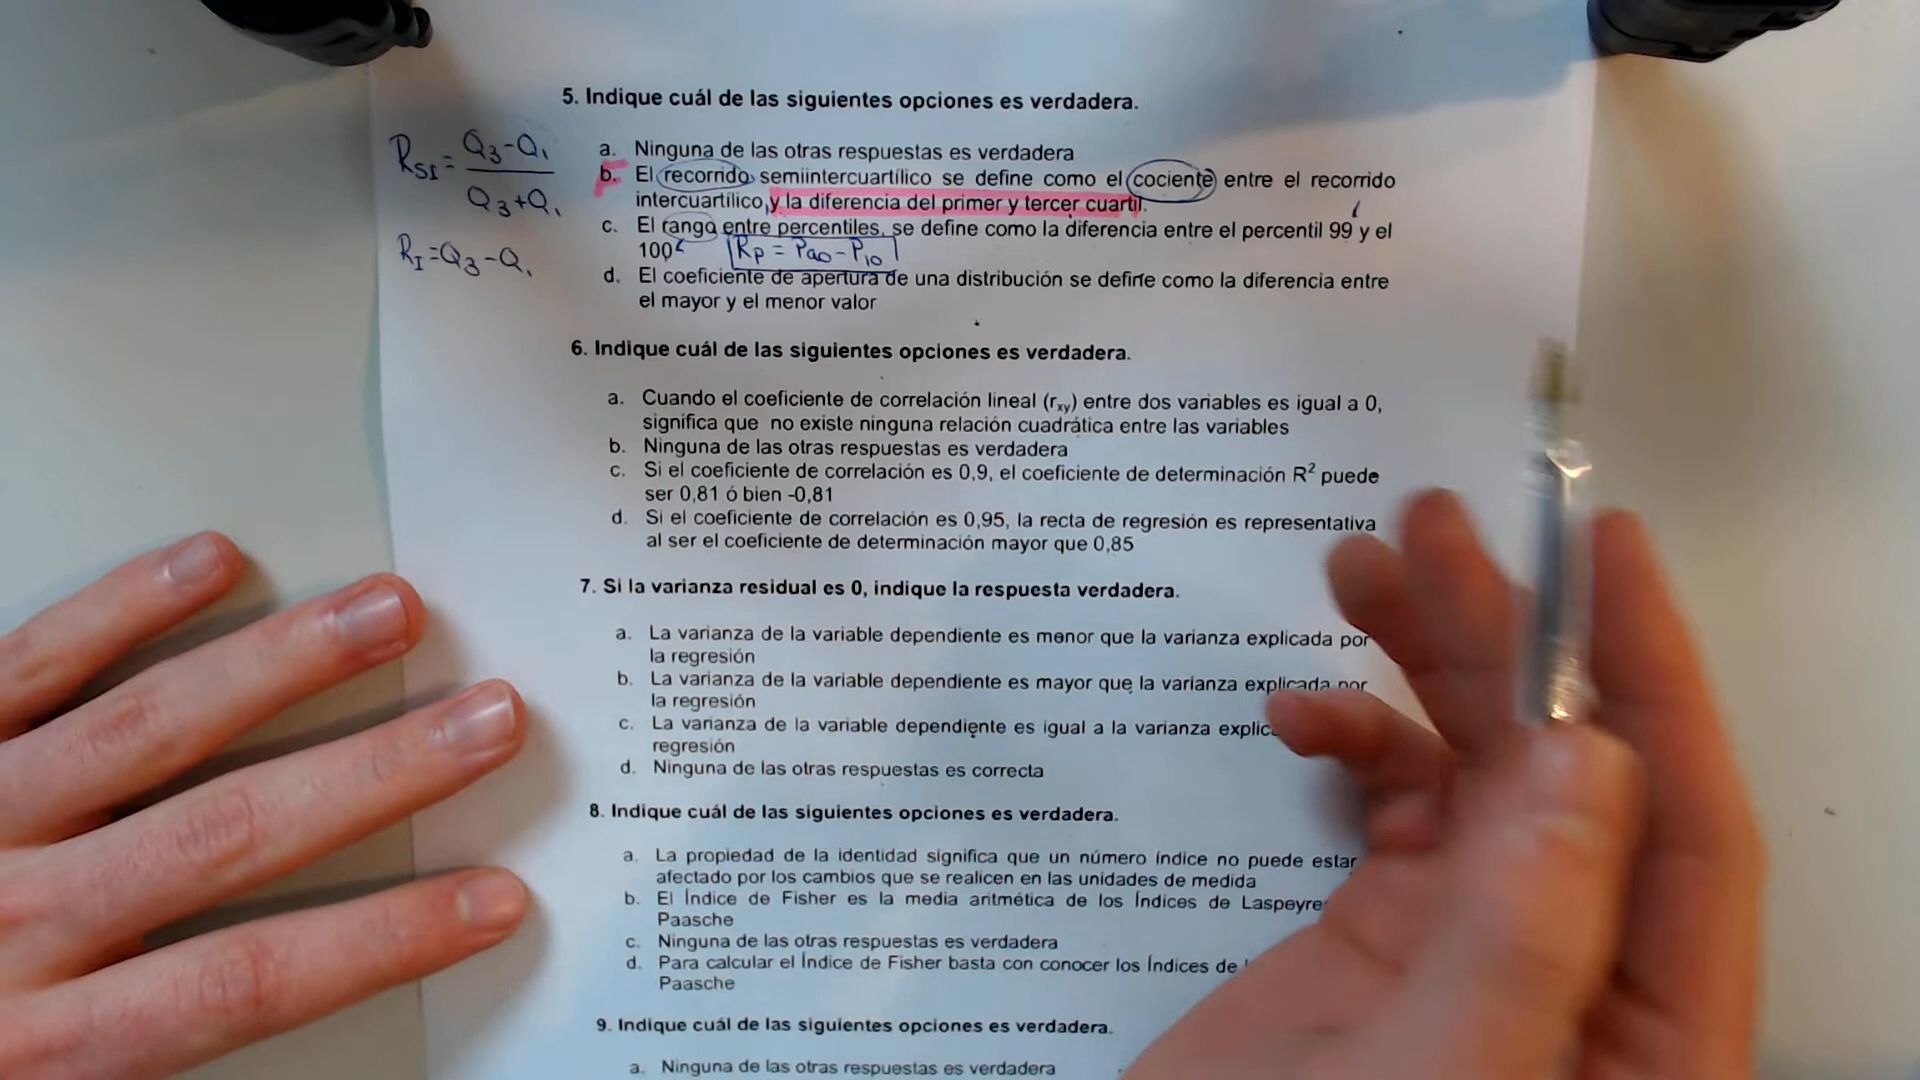 5. Indique cuál de las siguientes opciones es verdadera.
R_SI = (Q3-Q1)/(Q3+Q1)
a. Ninguna de las otras respuestas es verdadera
F b. El recorrido semiintercuartílico se define como el cociente entre el recorrido
intercuartílico, y la diferencia del primer y tercer cuartil.
c. El rango entre percentiles, se define como la diferencia entre el percentil 99 y el
100
Rp = P90 - P10
R_I = Q3 - Q1
d. El coeficiente de apertura de una distribución se define como la diferencia entre
el mayor y el menor valor
6. Indique cuál de las siguientes opciones es verdadera.
a. Cuando el coeficiente de correlación lineal (rxy) entre dos variables es igual a 0,
significa que no existe ninguna relación cuadrática entre las variables
b. Ninguna de las otras respuestas es verdadera
c. Si el coeficiente de correlación es 0,9, el coeficiente de determinación R² puede
ser 0,81 ó bien -0,81
d. Si el coeficiente de correlación es 0,95, la recta de regresión es representativa
al ser el coeficiente de determinación mayor que 0,85
7. Si la varianza residual es 0, indique la respuesta verdadera.
a. La varianza de la variable dependiente es menor que la varianza explicada por
la regresión
b. La varianza de la variable dependiente es mayor que la varianza explicada por
la regresión
c. La varianza de la variable dependiente es igual a la varianza
regresión
d. Ninguna de las otras respuestas es correcta
8. Indique cuál de las siguientes opciones es verdadera.
a. La propiedad de la identidad significa que un número índice no puede estar
afectado por los cambios que se realicen en las unidades de medida
b. El Índice de Fisher es la media aritmética de los Índices de
Paasche
c. Ninguna de las otras respuestas es verdadera
d. Para calcular el Índice de Fisher basta con conocer los Índices de
Paasche
9. Indique cuál de las siguientes opciones es verdadera.
a. Ninguna de las otras respuestas es verdadera